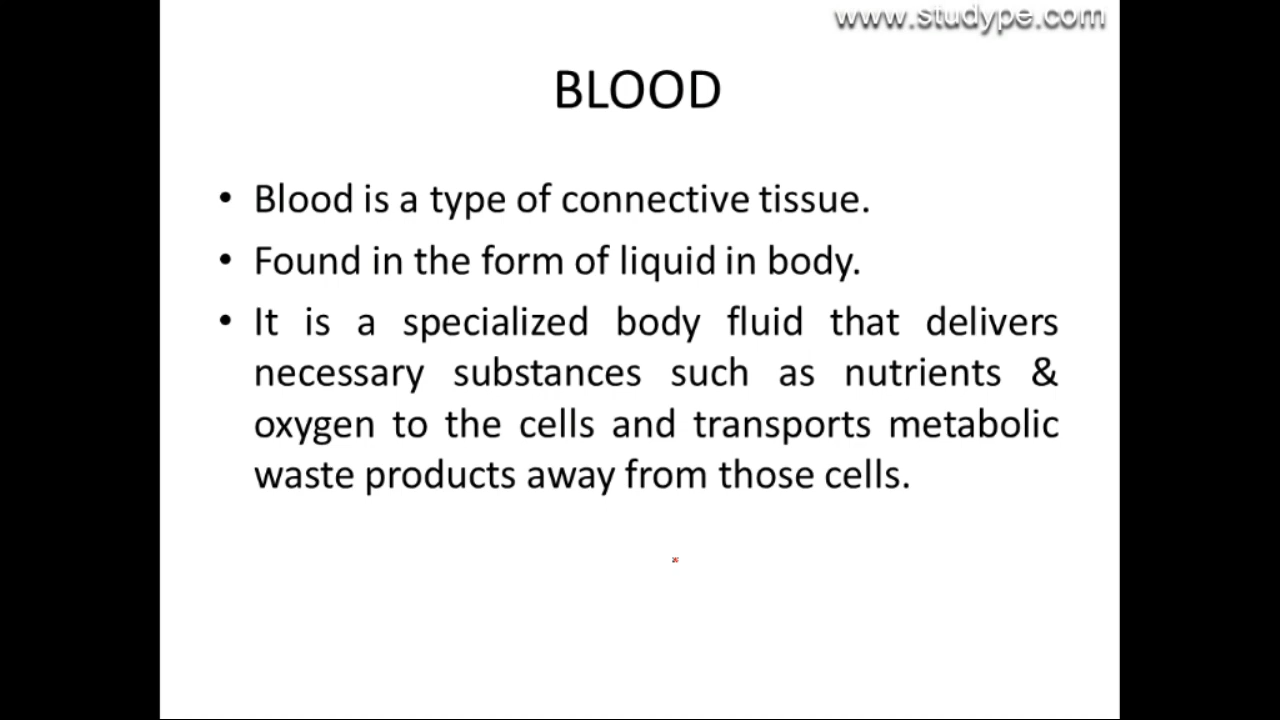 www.studype.com
BLOOD
• Blood is a type of connective tissue.
• Found in the form of liquid in body.
• It is a specialized body fluid that delivers
necessary substances such as nutrients &
oxygen to the cells and transports metabolic
waste products away from those cells.